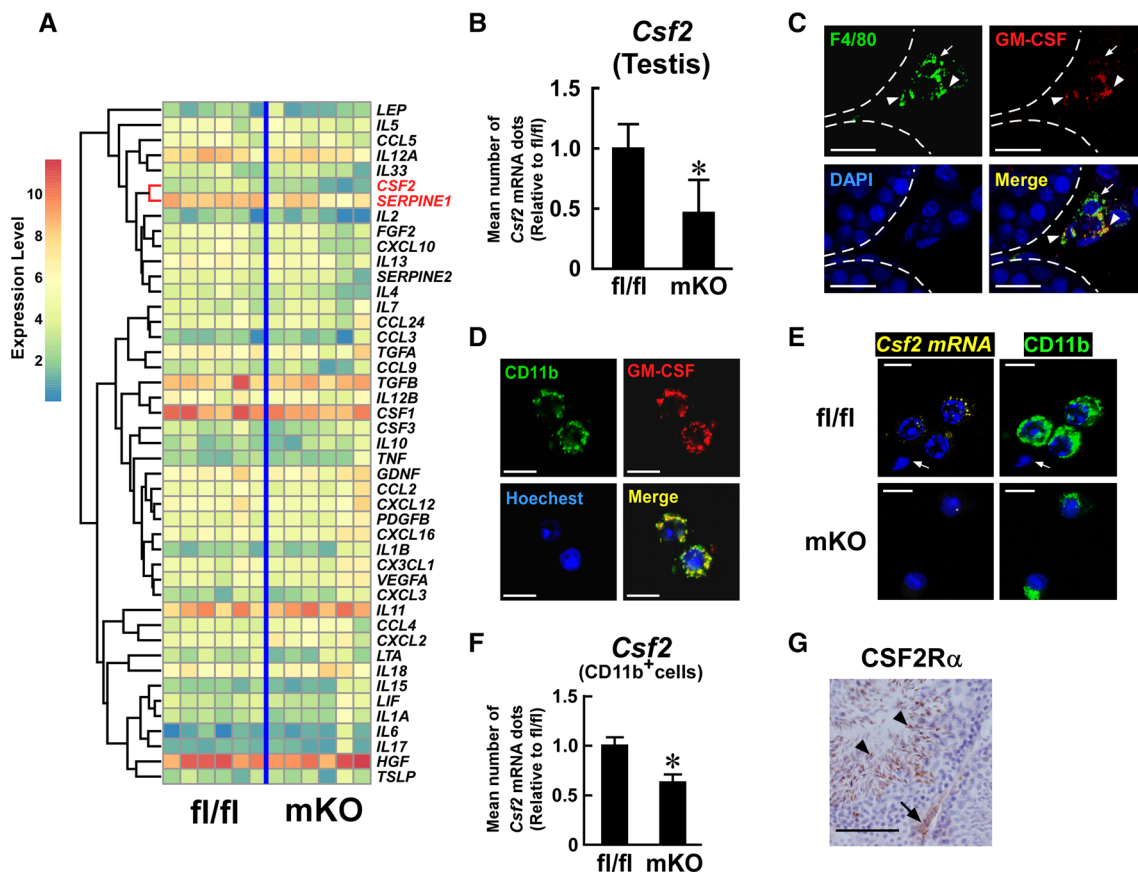 A
Expression Level
10
8
6
4
2
LEP
IL5
CCL5
IL12A
IL33
CSF2
SERPINE1
IL2
FGF2
CXCL10
IL13
SERPINE2
IL4
IL7
CCL24
CCL3
TGFA
CCL9
TGFB
IL12B
CSF1
CSF3
IL10
TNF
GDNF
CCL2
CXCL12
PDGFB
CXCL16
IL1B
CX3CL1
VEGFA
CXCL3
IL11
CCL4
CXCL2
LTA
IL18
IL15
LIF
IL1A
IL6
IL17
HGF
TSLP
fl/fl mKO
B
Csf2
(Testis)
Mean number of
Csf2 mRNA dots
(Relative to fl/fl)
1.5
1.0
0.5
0
*
fl/fl mKO
C
F4/80 GM-CSF
DAPI Merge
D
CD11b GM-CSF
Hoechest Merge
E
Csf2 mRNA CD11b
fl/fl
mKO
F
Csf2
(CD11b+cells)
Mean number of
Csf2 mRNA dots
(Relative to fl/fl)
1.5
1.0
0.5
0
*
fl/fl mKO
G
CSF2Rα